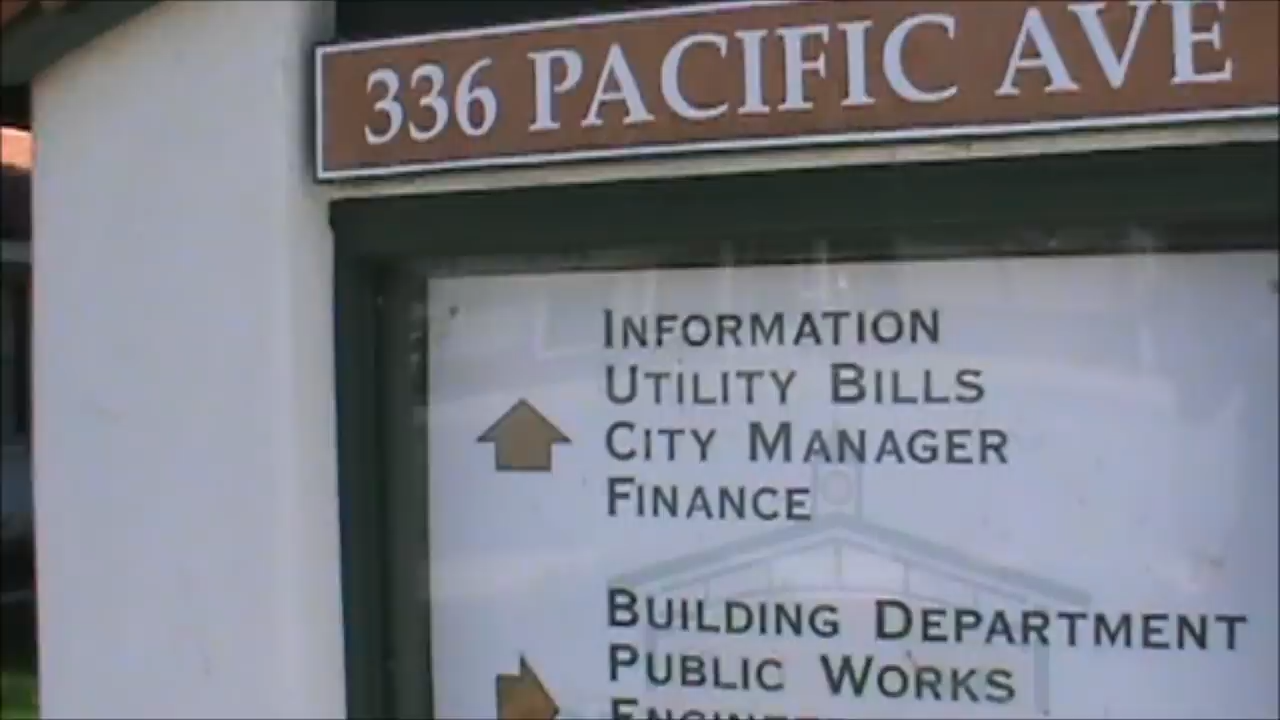 336 PACIFIC AVE
INFORMATION
UTILITY BILLS
CITY MANAGER
FINANCE
BUILDING DEPARTMENT
PUBLIC WORKS